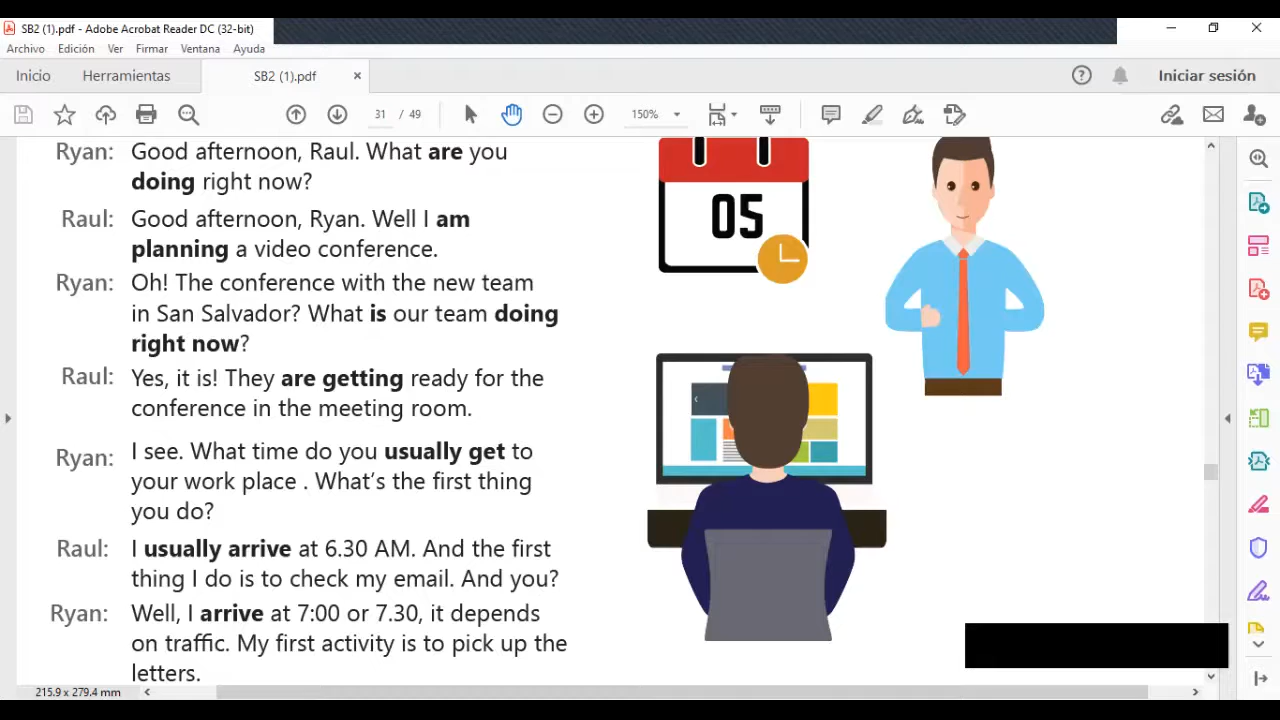 SB2 (1).pdf - Adobe Acrobat Reader DC (32-bit)
Archivo Edición Ver Firmar Ventana Ayuda
Inicio Herramientas SB2 (1).pdf × Iniciar sesión
31 / 49 150%
Ryan: Good afternoon, Raul. What are you
doing right now?
Raul: Good afternoon, Ryan. Well I am
planning a video conference.
Ryan: Oh! The conference with the new team
in San Salvador? What is our team doing
right now?
Raul: Yes, it is! They are getting ready for the
conference in the meeting room.
Ryan: I see. What time do you usually get to
your work place . What's the first thing
you do?
Raul: I usually arrive at 6.30 AM. And the first
thing I do is to check my email. And you?
Ryan: Well, I arrive at 7:00 or 7.30, it depends
on traffic. My first activity is to pick up the
letters.
05
215.9 x 279.4 mm